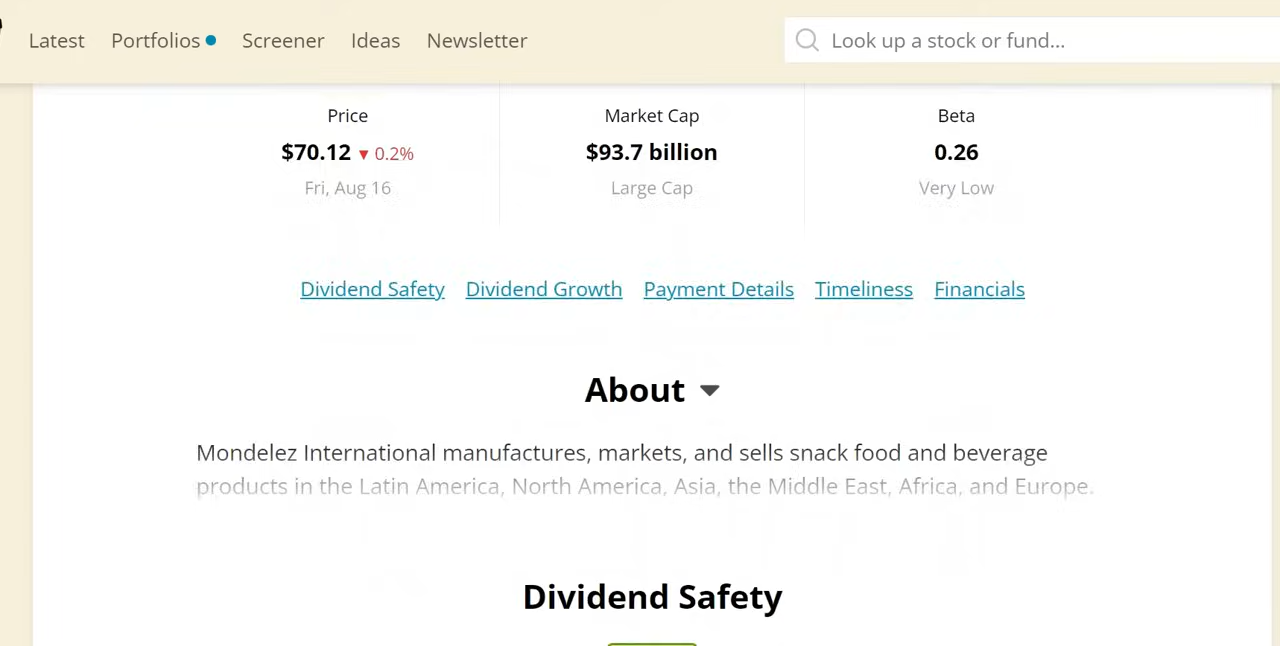 Latest Portfolios Screener Ideas Newsletter Look up a stock or fund...
Price Market Cap Beta
$70.12 ▼ 0.2% $93.7 billion 0.26
Fri, Aug 16 Large Cap Very Low
Dividend Safety Dividend Growth Payment Details Timeliness Financials
About
Mondelez International manufactures, markets, and sells snack food and beverage
products in the Latin America, North America, Asia, the Middle East, Africa, and Europe.
Dividend Safety